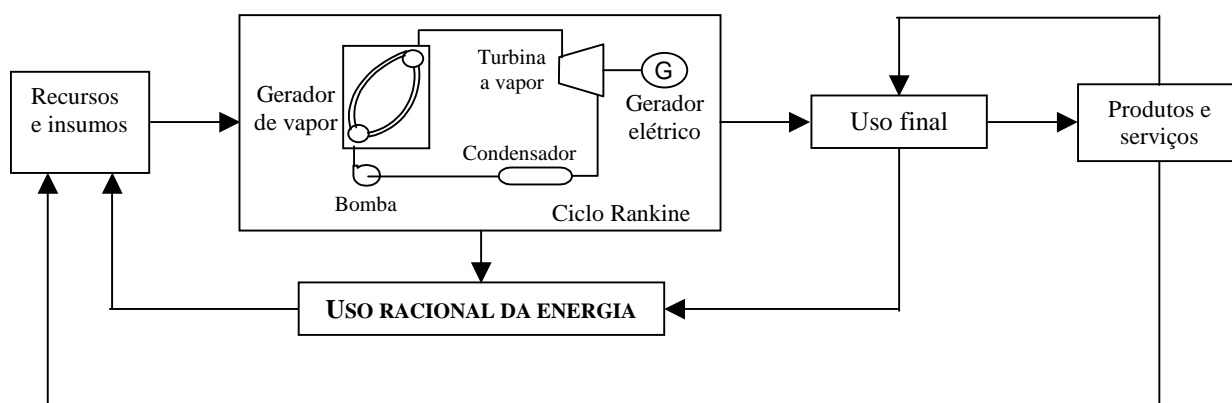 Recursos
e insumos
Gerador
de vapor
Turbina
a vapor
G
Gerador
elétrico
Condensador
Bomba
Ciclo Rankine
Uso final
Produtos e
serviços
USO RACIONAL DA ENERGIA